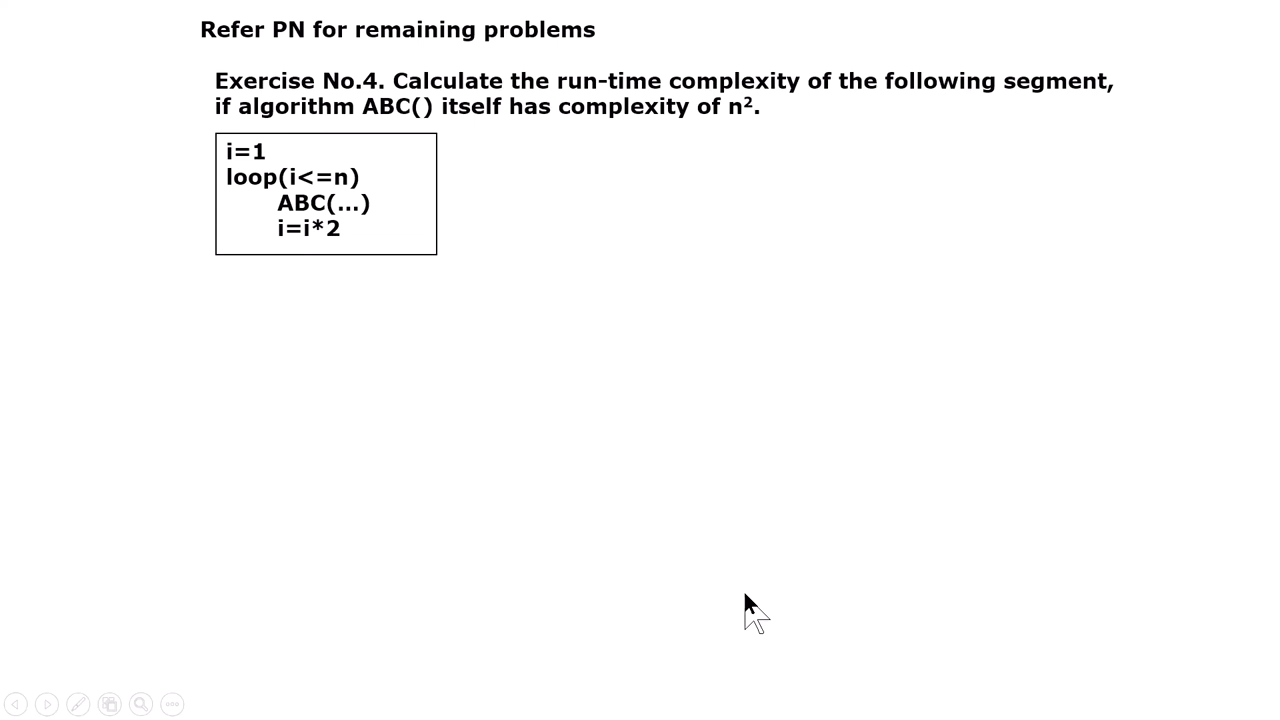 Refer PN for remaining problems
Exercise No.4. Calculate the run-time complexity of the following segment,
if algorithm ABC() itself has complexity of n².
i=1
loop(i<=n)
ABC(...)
i=i*2